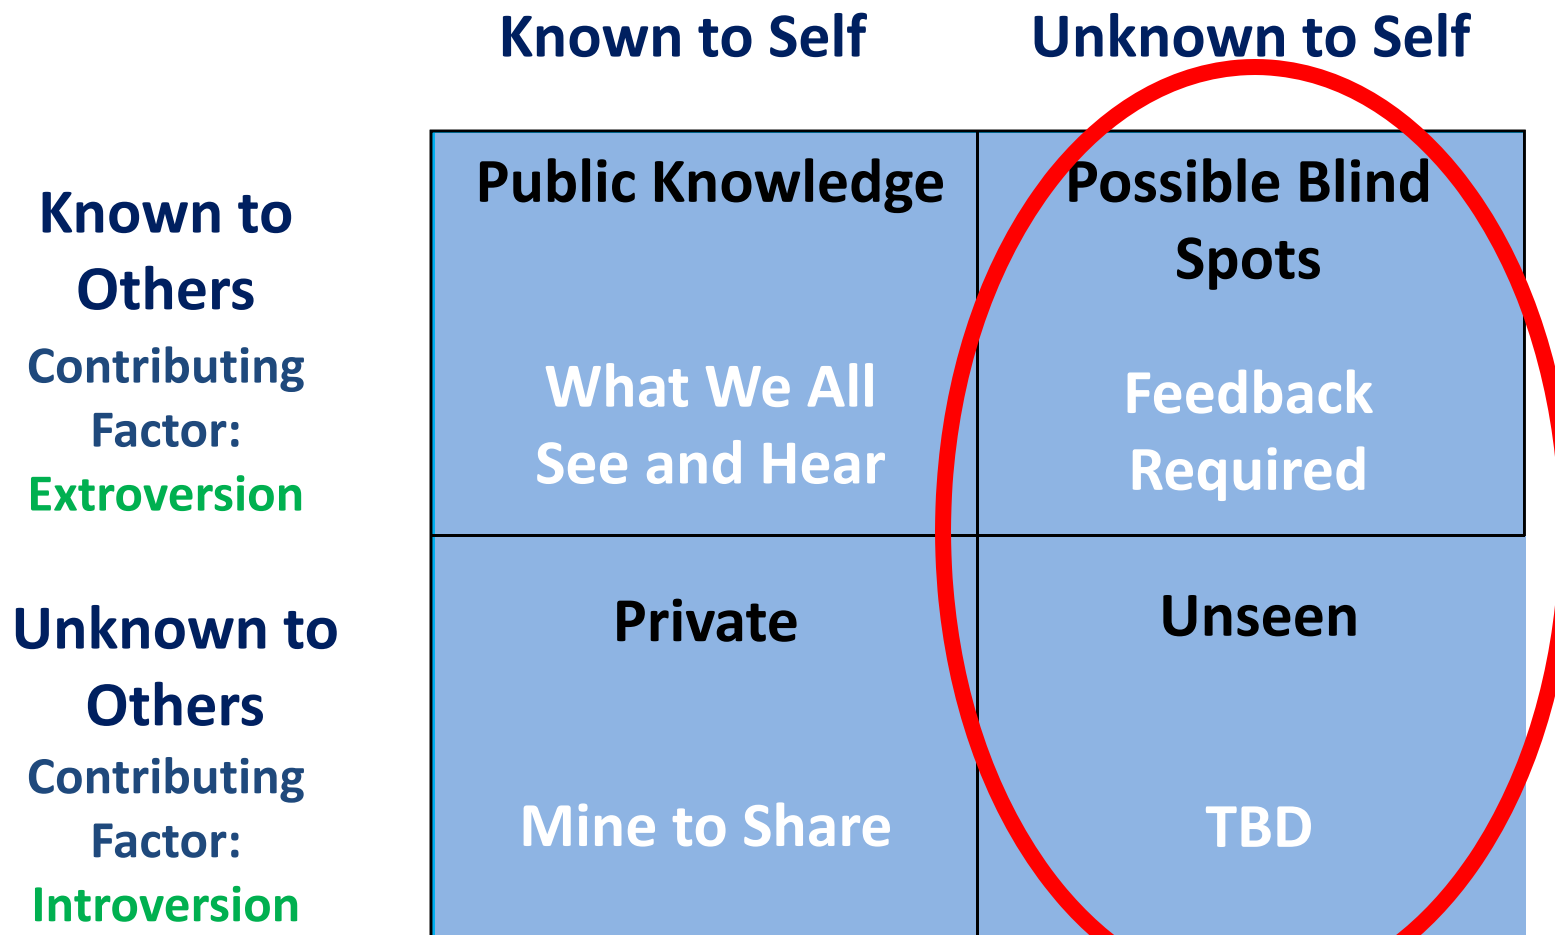 Known to Self
Unknown to Self
Known to
Others
Contributing
Factor:
Extroversion
Public Knowledge
What We All
See and Hear
Possible Blind
Spots
Feedback
Required
Unknown to
Others
Contributing
Factor:
Introversion
Private
Mine to Share
Unseen
TBD